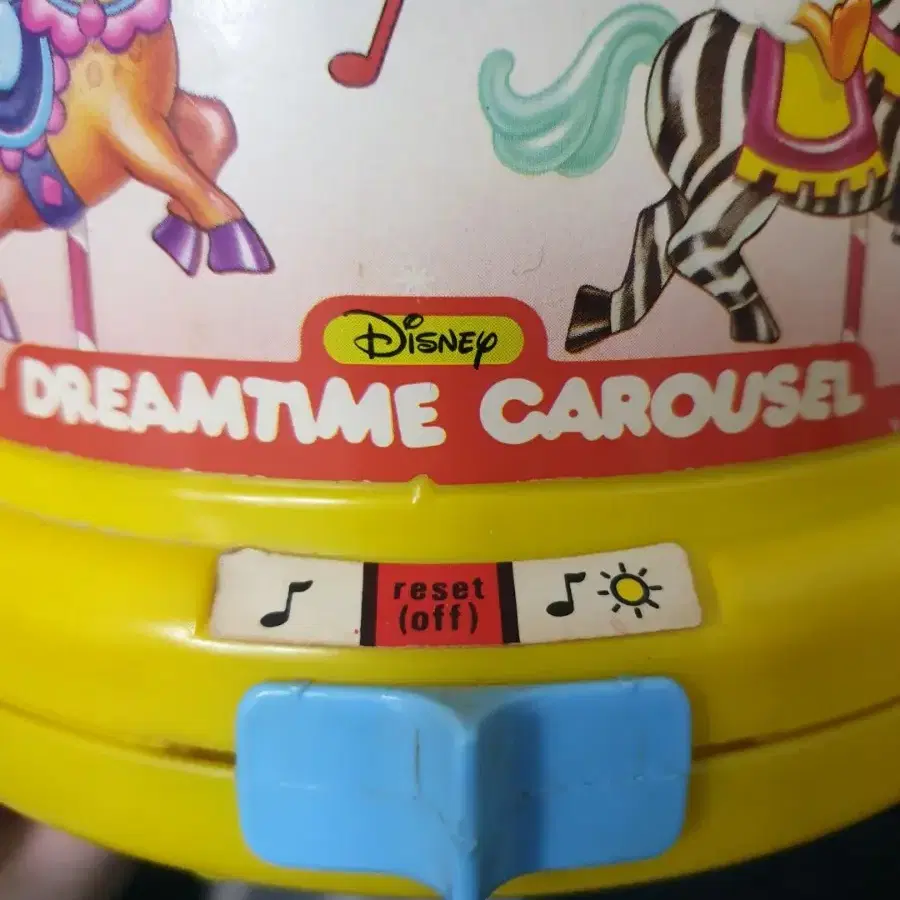 Disney
DREAMTIME CAROUSEL
reset
(off)